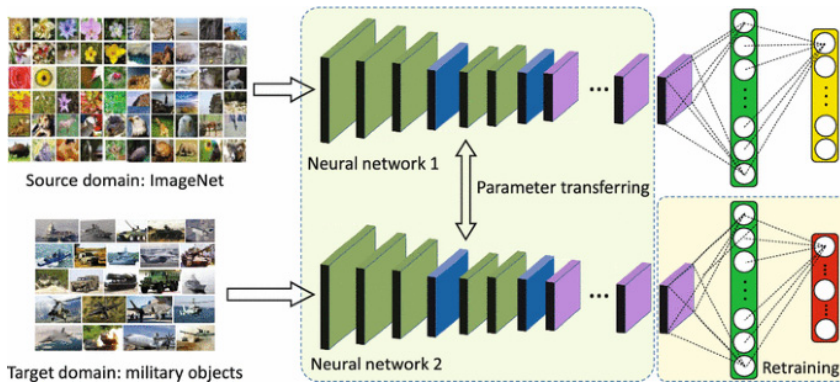 Neural network 1
Source domain: ImageNet
Parameter transferring
Neural network 2
Target domain: military objects
Retraining